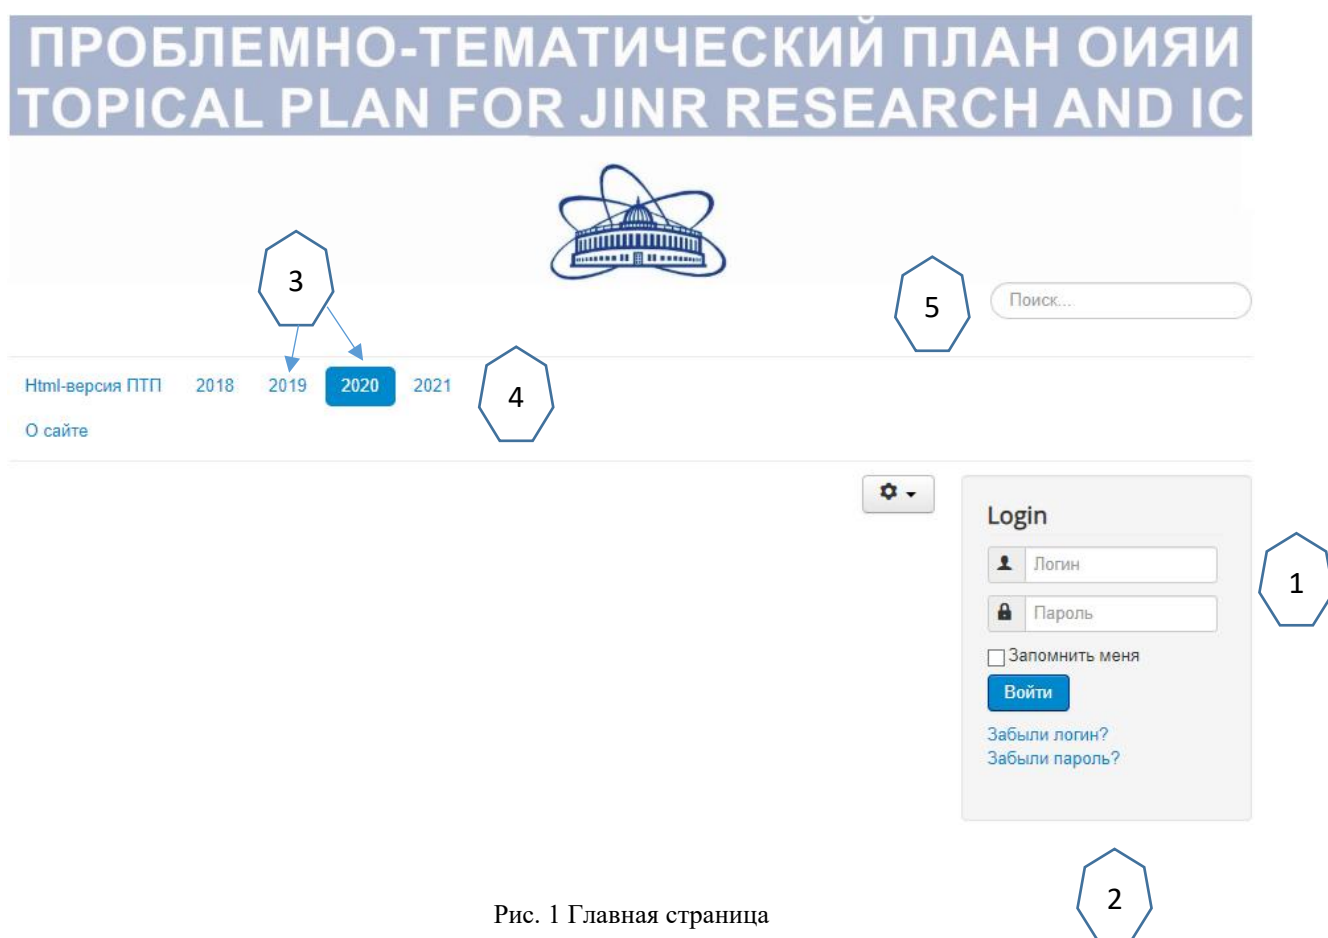 ПРОБЛЕМНО-ТЕМАТИЧЕСКИЙ ПЛАН ОИЯИ
TOPICAL PLAN FOR JINR RESEARCH AND IC
3
5
Поиск...
Html-версия ПТП 2018 2019 2020 2021
4
О сайте
Login
Логин
1
Пароль
Запомнить меня
Войти
Забыли логин?
Забыли пароль?
2
Рис. 1 Главная страница